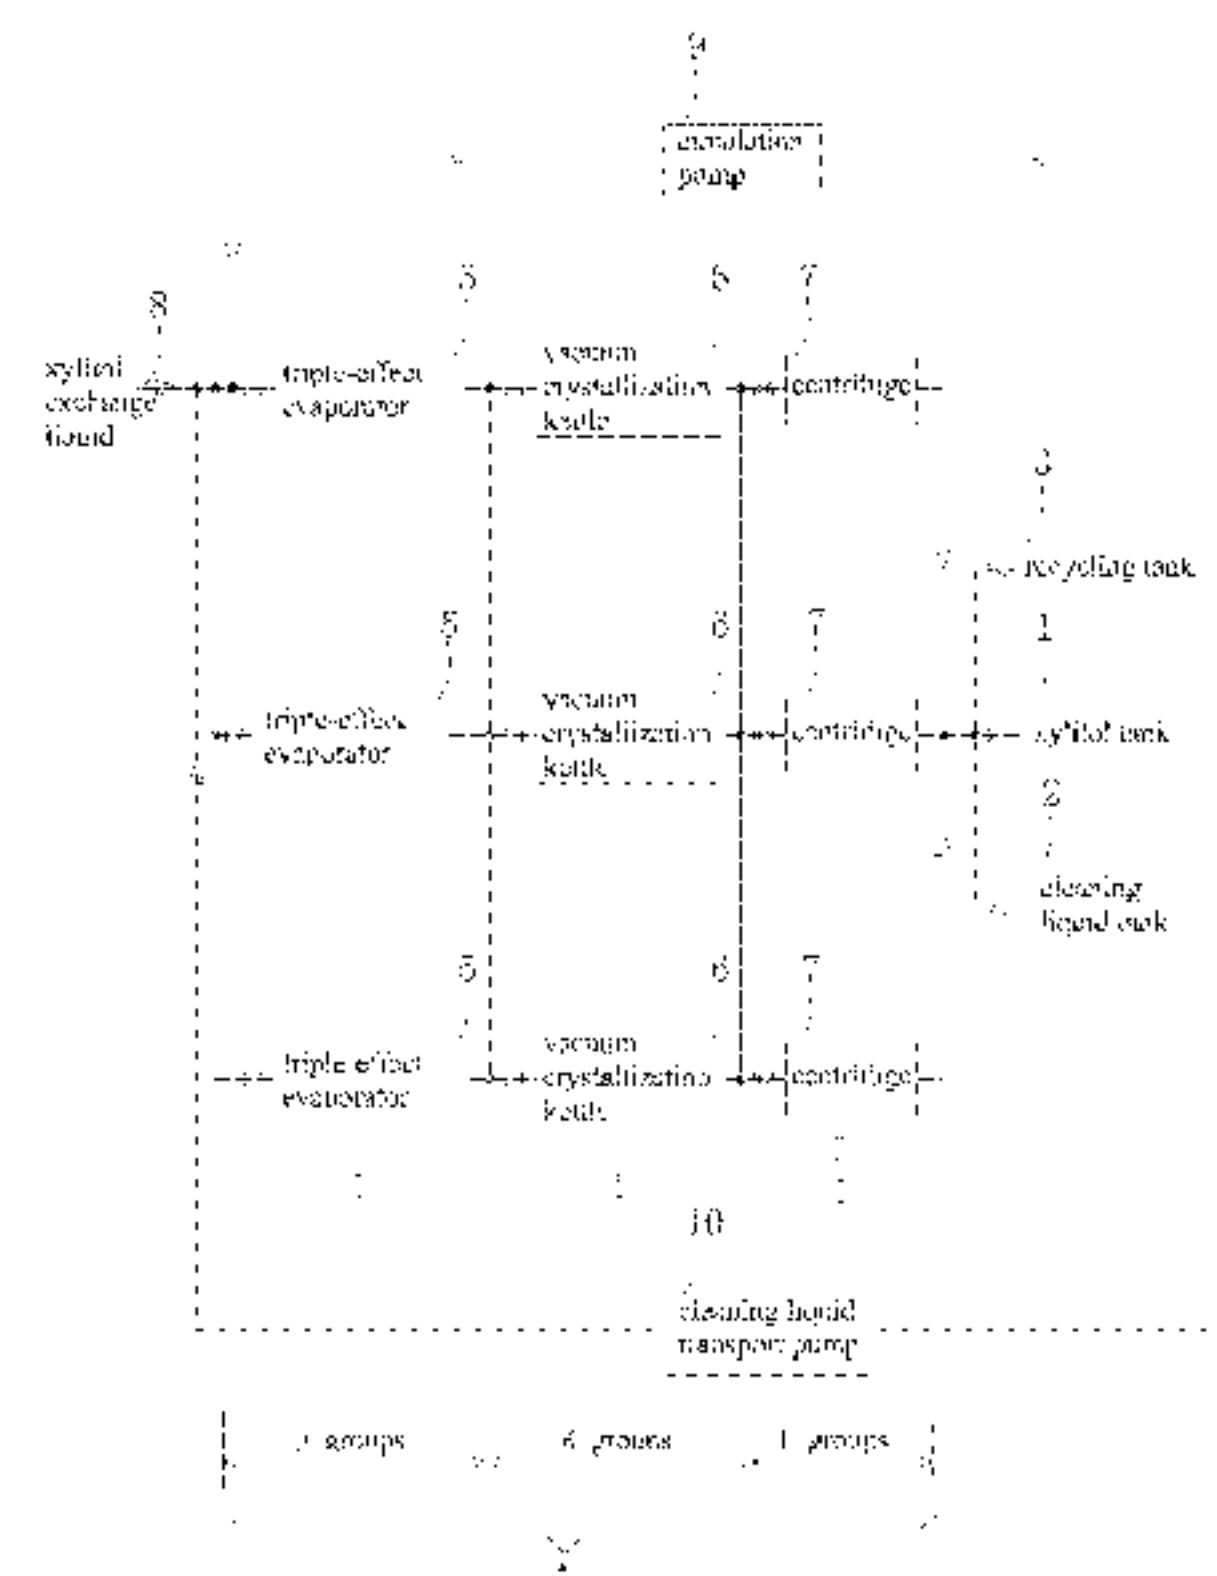 9
circulation
pump
5
6
7
8
xylitol
exchange
liquid
triple-effect
evaporator
vacuum
crystallization
kettle
centrifuge
3
recycling tank
5
6
7
1
triple-effect
evaporator
vacuum
crystallization
kettle
centrifuge
xylitol tank
2
cleaning
liquid tank
5
6
7
triple effect
evaporator
vacuum
crystallization
kettle
centrifuge
10
cleaning liquid
transport pump
groups
groups
groups